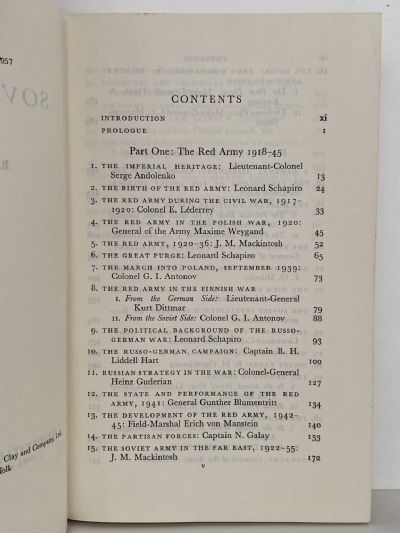 1957
SOV
CONTENTS
INTRODUCTION xi
PROLOGUE 1
Part One: The Red Army 1918-45
1. THE IMPERIAL HERITAGE: Lieutenant-Colonel
Serge Andolenko 13
2. THE BIRTH OF THE RED ARMY: Leonard Schapiro 24
3. THE RED ARMY DURING THE CIVIL WAR, 1917-
1920: Colonel E. Léderrey 33
4. THE RED ARMY IN THE POLISH WAR, 1920:
General of the Army Maxime Weygand 45
5. THE RED ARMY, 1920-36: J. M. Mackintosh 52
6. THE GREAT PURGE: Leonard Schapiro 65
7. THE MARCH INTO POLAND, SEPTEMBER 1939:
Colonel G. I. Antonov 73
8. THE RED ARMY IN THE FINNISH WAR
I. From the German Side: Lieutenant-General
Kurt Dittmar 79
II. From the Soviet Side: Colonel G. I. Antonov 88
9. THE POLITICAL BACKGROUND OF THE RUSSO-
GERMAN WAR: Leonard Schapiro 93
10. THE RUSSO-GERMAN CAMPAIGN: Captain B. H.
Liddell Hart 100
11. RUSSIAN STRATEGY IN THE WAR: Colonel-General
Heinz Guderian 127
12. THE STATE AND PERFORMANCE OF THE RED
ARMY, 1941: General Gunther Blumentritt 134
13. THE DEVELOPMENT OF THE RED ARMY, 1942-
45: Field-Marshal Erich von Manstein 140
14. THE PARTISAN FORCES: Captain N. Galay 153
15. THE SOVIET ARMY IN THE FAR EAST, 1922-55:
J. M. Mackintosh 172
v
Clay and Company, Ltd.
folk